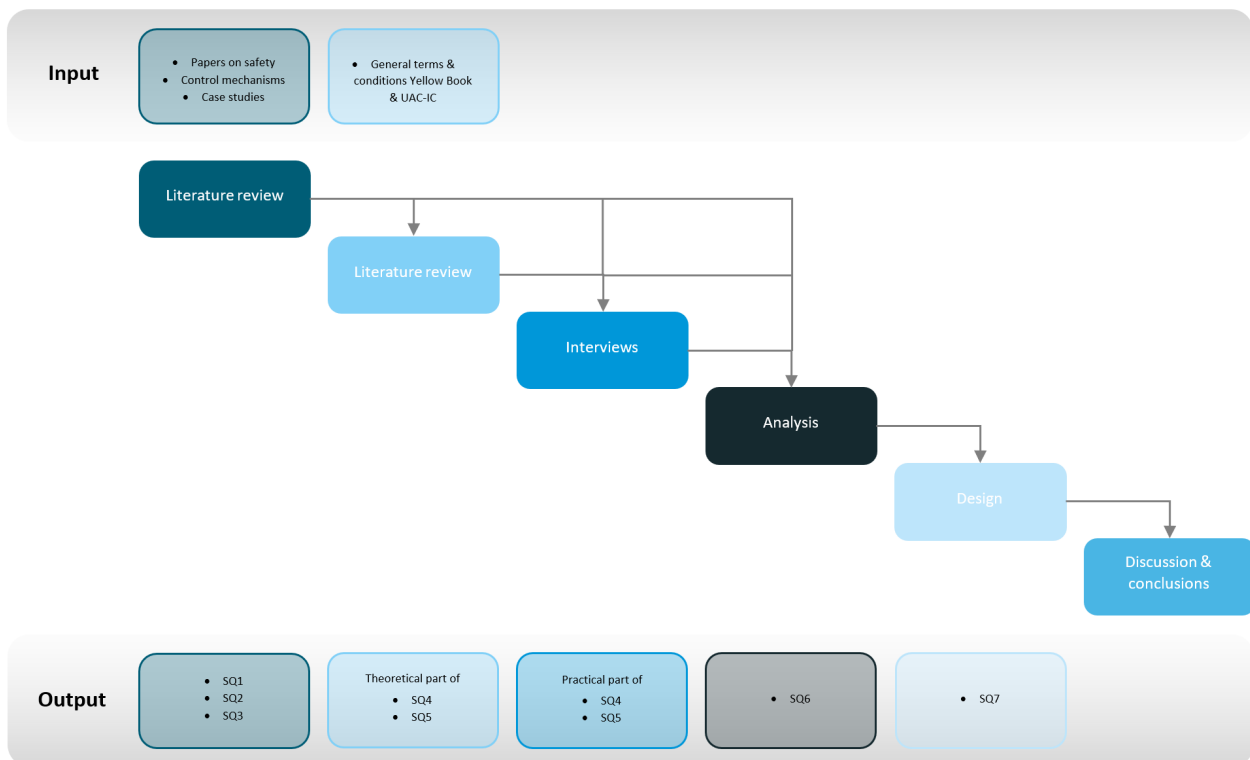 Input
• Papers on safety
• Control mechanisms
• Case studies
• General terms &
conditions Yellow Book
& UAC-IC
Literature review
Literature review
Interviews
Analysis
Design
Discussion &
conclusions
Output
• SQ1
• SQ2
• SQ3
Theoretical part of
• SQ4
• SQ5
Practical part of
• SQ4
• SQ5
• SQ6
• SQ7